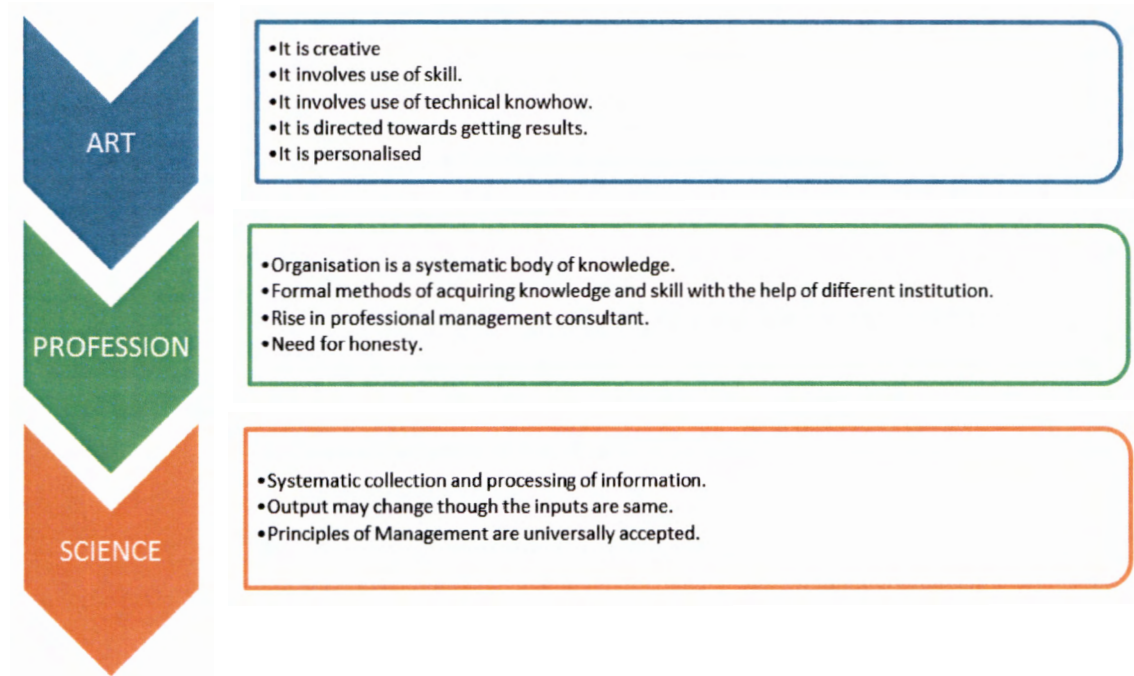 ART
•It is creative
•It involves use of skill.
•It involves use of technical knowhow.
•It is directed towards getting results.
•It is personalised
PROFESSION
•Organisation is a systematic body of knowledge.
•Formal methods of acquiring knowledge and skill with the help of different institution.
•Rise in professional management consultant.
•Need for honesty.
SCIENCE
•Systematic collection and processing of information.
•Output may change though the inputs are same.
•Principles of Management are universally accepted.